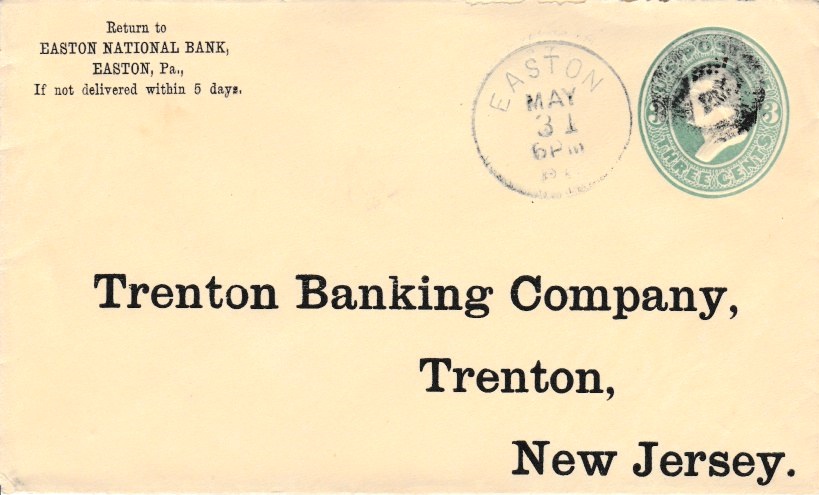 Return to
EASTON NATIONAL BANK,
EASTON, Pa.,
If not delivered within 5 days.
EASTON
MAY
31
6PM
3 3
THREE CENTS
Trenton Banking Company,
Trenton,
New Jersey.